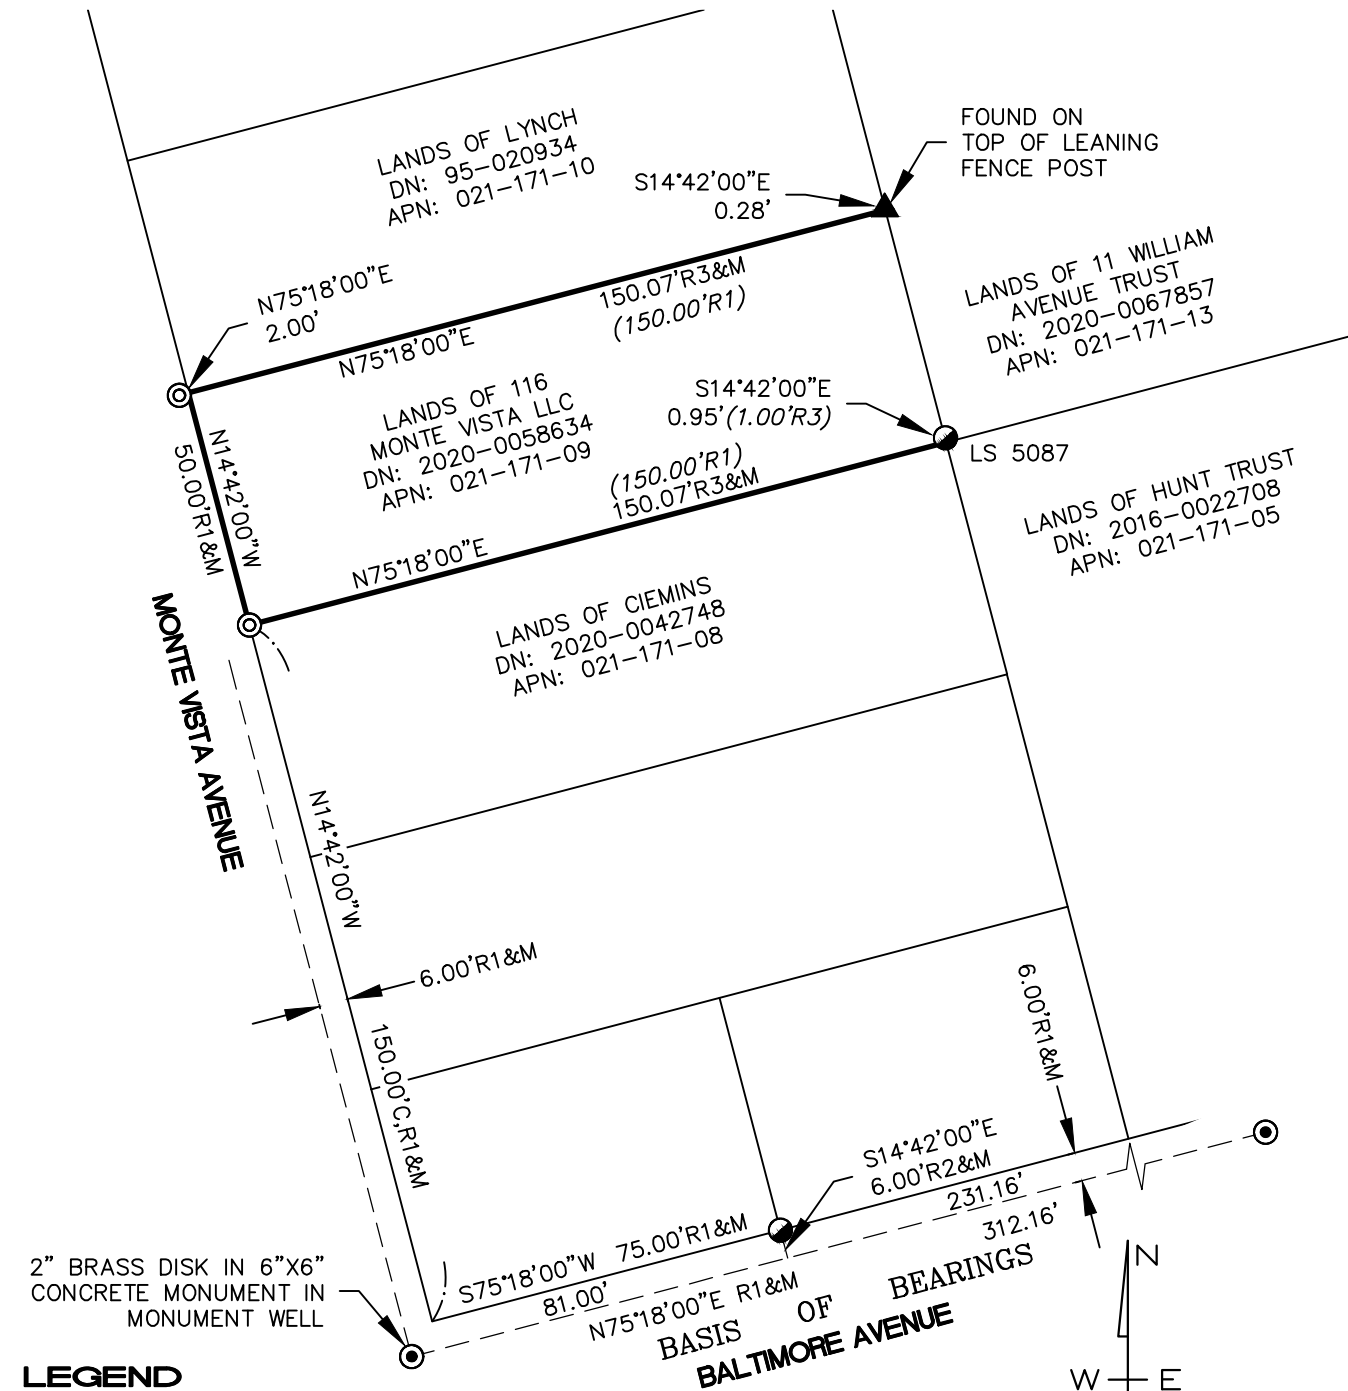 LANDS OF LYNCH
DN: 95-020934
APN: 021-171-10
FOUND ON
TOP OF LEANING
FENCE POST
S14°42'00"E
0.28'
N75°18'00"E
2.00'
150.07'R3&M
(150.00'R1)
N75°18'00"E
LANDS OF 11 WILLIAM
AVENUE TRUST
DN: 2020-0067857
APN: 021-171-13
LANDS OF 116
MONTE VISTA LLC
DN: 2020-0058634
APN: 021-171-09
S14°42'00"E
0.95'(1.00'R3)
LS 5087
N14°42'00"W
50.00'R1&M
(150.00'R1)
150.07'R3&M
N75°18'00"E
LANDS OF HUNT TRUST
DN: 2016-0022708
APN: 021-171-05
LANDS OF CIEMINS
DN: 2020-0042748
APN: 021-171-08
MONTE VISTA AVENUE
N14°42'00"W
6.00'R1&M
150.00'C,R1&M
6.00'R1&M
S14°42'00"E
6.00'R2&M
S75°18'00"W 75.00'R1&M
231.16'
81.00'
312.16'
N75°18'00"E R1&M
BASIS OF BEARINGS
BALTIMORE AVENUE
2" BRASS DISK IN 6"X6"
CONCRETE MONUMENT IN
MONUMENT WELL
N
W E
LEGEND